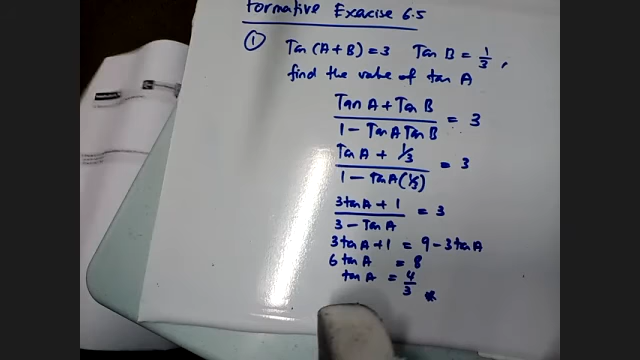 Formative Exercise 6.5
① Tan (A + B) = 3 Tan B = 1/3 ,
find the value of tan A
(Tan A + Tan B)/(1 - Tan A Tan B) = 3
(Tan A + 1/3)/(1 - Tan A (1/3)) = 3
(3 tan A + 1)/(3 - Tan A) = 3
3 tan A + 1 = 9 - 3 tan A
6 tan A = 8
tan A = 4/3